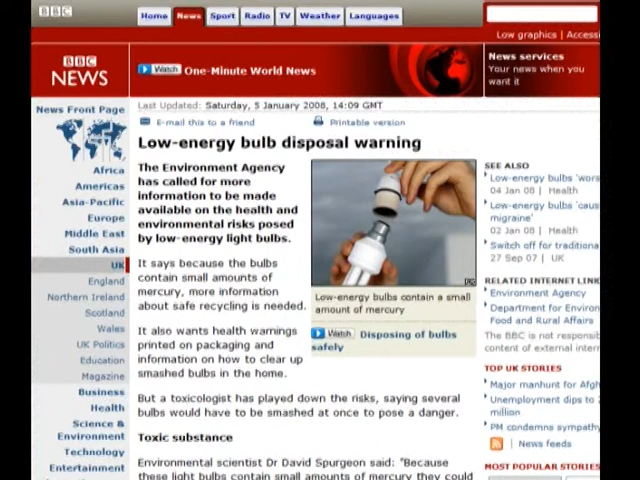 BBC
Home
News
Sport
Radio
TV
Weather
Languages
Low graphics |
BBC
NEWS
Watch One-Minute World News
News services
Your news when you
want it
News Front Page
Africa
Americas
Asia-Pacific
Europe
Middle East
South Asia
UK
England
Northern Ireland
Scotland
Wales
UK Politics
Education
Magazine
Business
Health
Science &
Environment
Technology
Entertainment
Last Updated: Saturday, 5 January 2008, 14:09 GMT
E-mail this to a friend
Printable version
Low-energy bulb disposal warning
The Environment Agency
has called for more
information to be made
available on the health and
environmental risks posed
by low-energy light bulbs.
It says because the bulbs
contain small amounts of
mercury, more information
about safe recycling is needed.
It also wants health warnings
printed on packaging and
information on how to clear up
smashed bulbs in the home.
Low-energy bulbs contain a small
amount of mercury
Watch Disposing of bulbs
safely
But a toxicologist has played down the risks, saying several
bulbs would have to be smashed at once to pose a danger.
Toxic substance
Environmental scientist Dr David Spurgeon said: "Because
these light bulbs contain small amounts of mercury they could
SEE ALSO
Low-energy bulbs
04 Jan 08 | Health
Low-energy bulbs
migraine'
02 Jan 08 | Health
Switch off for
27 Sep 07 | UK
RELATED INTERNET
Environment Agency
Department for
Food and Rural Affairs
The BBC is not
content of external
TOP UK STORIES
Major manhunt for
Unemployment dips to
million
PM condemns
News feeds
MOST POPULAR STORIES